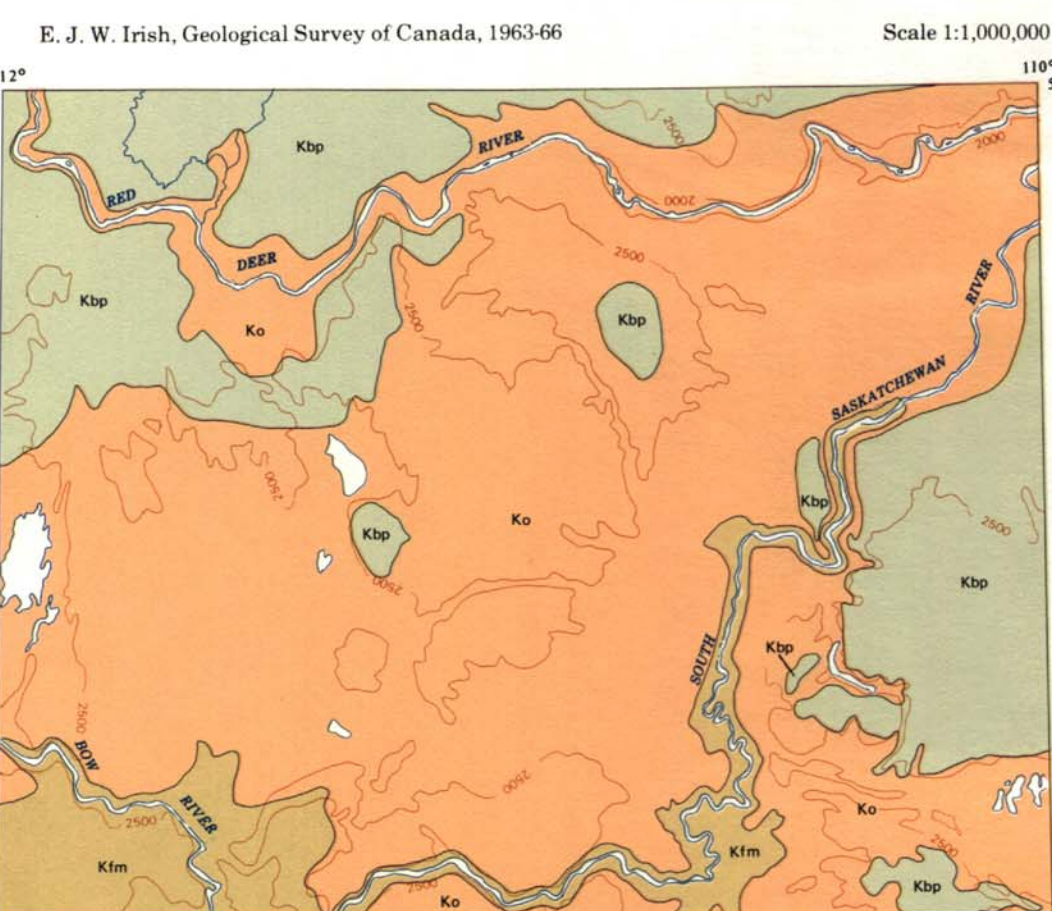 E. J. W. Irish, Geological Survey of Canada, 1963-66
Scale 1:1,000,000
12°
110°
2500
RIVER
Kbp
2000
RED
2000
DEER
2500
RIVER
Kbp
Kbp
2500
Ko
SASKATCHEWAN
2500
Kbp
Ko
2500
Kbp
2500
Kbp
SOUTH
Kbp
2500
BOW
2500
RIVER
Ko
2500
2500
Kfm
Kfm
2500
Kbp
Ko